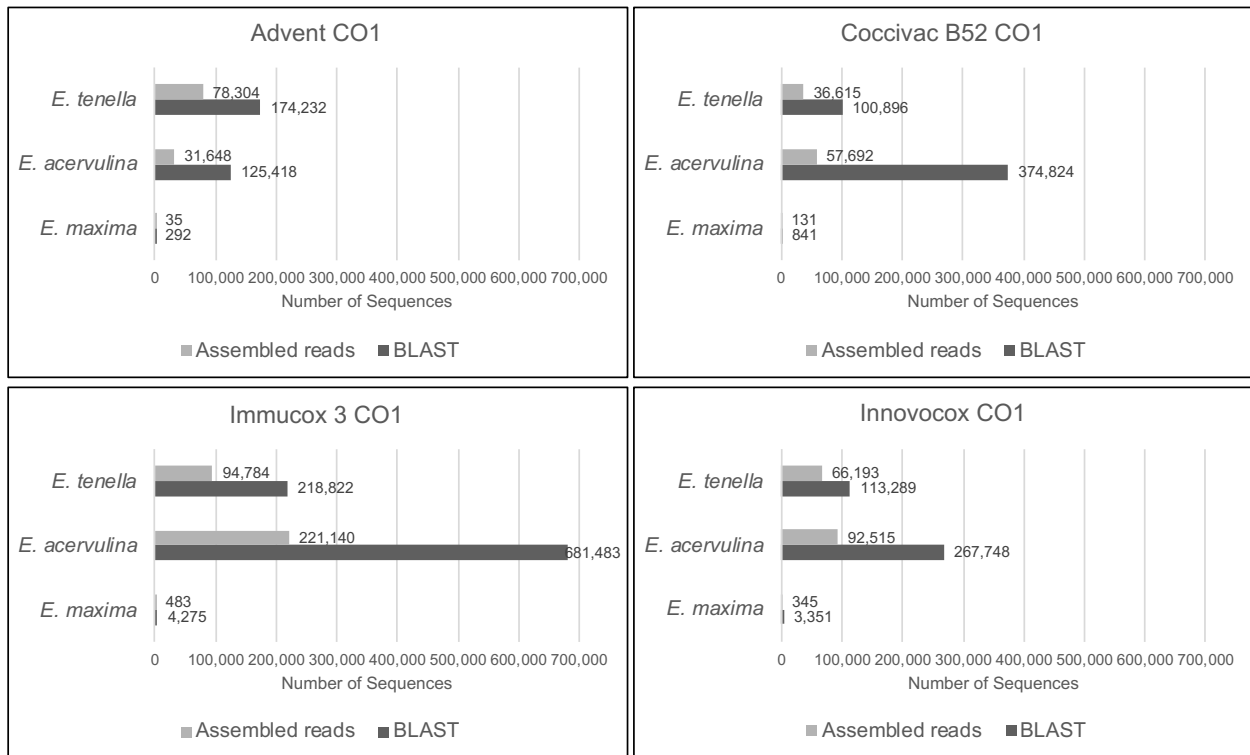 Advent CO1
E. tenella
78,304
174,232
E. acervulina
31,648
125,418
E. maxima
35
292
0 100,000 200,000 300,000 400,000 500,000 600,000 700,000
Number of Sequences
Assembled reads BLAST
Coccivac B52 CO1
E. tenella
36,615
100,896
E. acervulina
57,692
374,824
E. maxima
131
841
0 100,000 200,000 300,000 400,000 500,000 600,000 700,000
Number of Sequences
Assembled reads BLAST
Immucox 3 CO1
E. tenella
94,784
218,822
E. acervulina
221,140
681,483
E. maxima
483
4,275
0 100,000 200,000 300,000 400,000 500,000 600,000 700,000
Number of Sequences
Assembled reads BLAST
Innovocox CO1
E. tenella
66,193
113,289
E. acervulina
92,515
267,748
E. maxima
345
3,351
0 100,000 200,000 300,000 400,000 500,000 600,000 700,000
Number of Sequences
Assembled reads BLAST